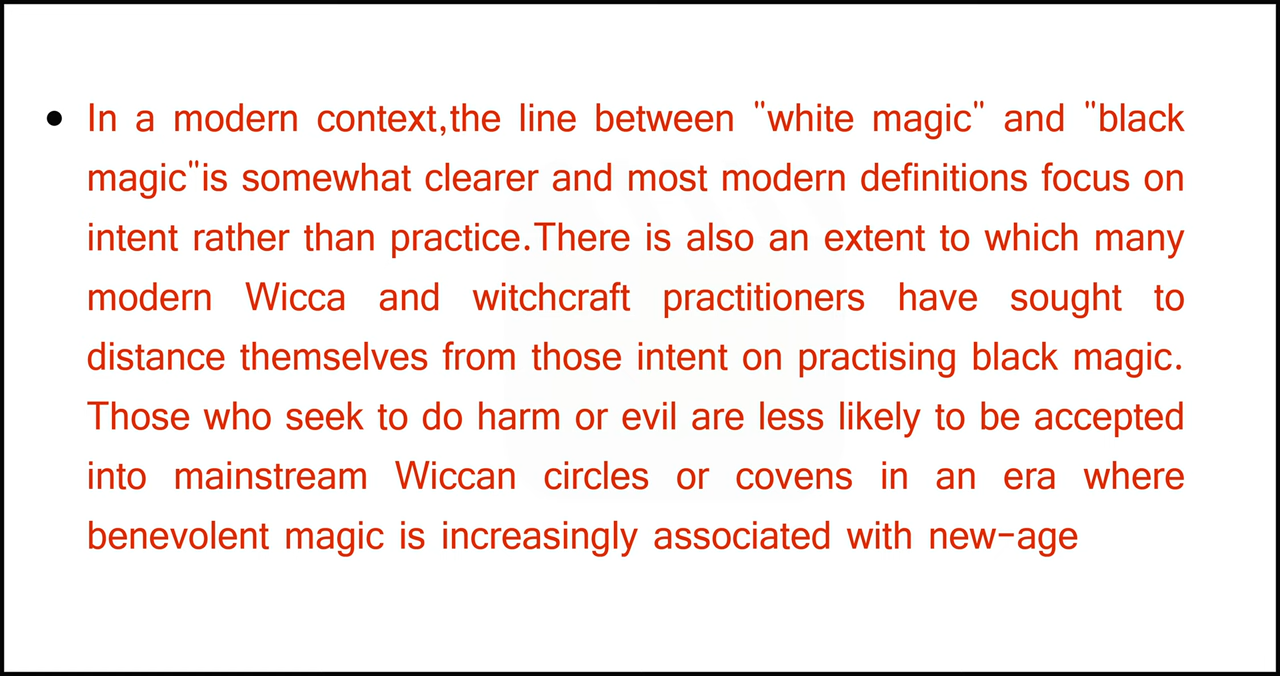 • In a modern context,the line between "white magic" and "black
magic"is somewhat clearer and most modern definitions focus on
intent rather than practice.There is also an extent to which many
modern Wicca and witchcraft practitioners have sought to
distance themselves from those intent on practising black magic.
Those who seek to do harm or evil are less likely to be accepted
into mainstream Wiccan circles or covens in an era where
benevolent magic is increasingly associated with new-age